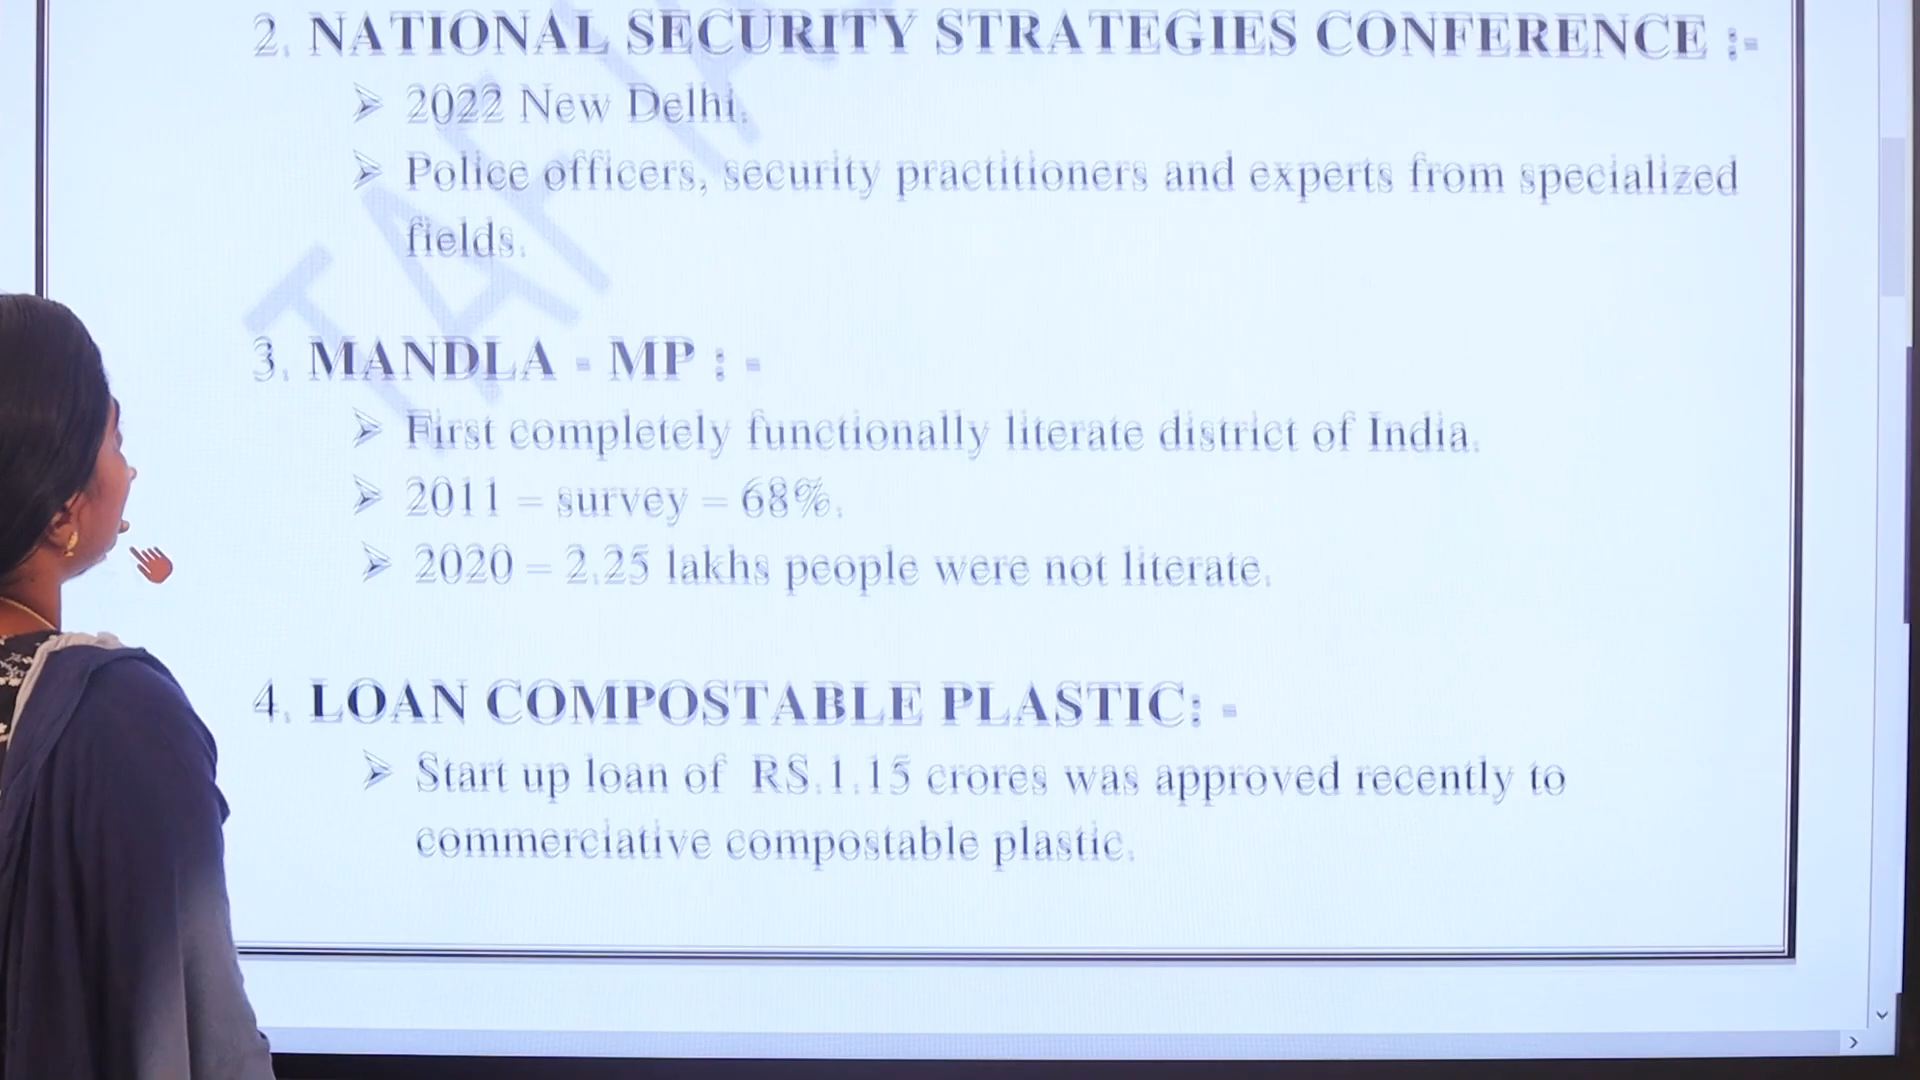 2. NATIONAL SECURITY STRATEGIES CONFERENCE :-
➢ 2022 New Delhi.
➢ Police officers, security practitioners and experts from specialized
fields.
3. MANDLA - MP : -
➢ First completely functionally literate district of India.
➢ 2011 – survey – 68%.
➢ 2020 – 2.25 lakhs people were not literate.
4. LOAN COMPOSTABLE PLASTIC: -
➢ Start up loan of RS.1.15 crores was approved recently to
commerciative compostable plastic.